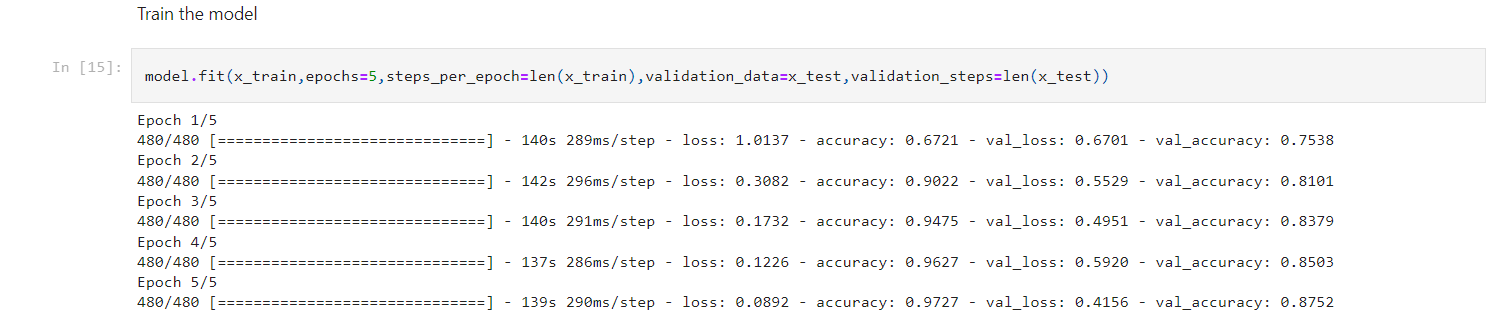 Train the model
In [15]:
model.fit(x_train,epochs=5,steps_per_epoch=len(x_train),validation_data=x_test,validation_steps=len(x_test))
Epoch 1/5
480/480 [==============================] - 140s 289ms/step - loss: 1.0137 - accuracy: 0.6721 - val_loss: 0.6701 - val_accuracy: 0.7538
Epoch 2/5
480/480 [==============================] - 142s 296ms/step - loss: 0.3082 - accuracy: 0.9022 - val_loss: 0.5529 - val_accuracy: 0.8101
Epoch 3/5
480/480 [==============================] - 140s 291ms/step - loss: 0.1732 - accuracy: 0.9475 - val_loss: 0.4951 - val_accuracy: 0.8379
Epoch 4/5
480/480 [==============================] - 137s 286ms/step - loss: 0.1226 - accuracy: 0.9627 - val_loss: 0.5920 - val_accuracy: 0.8503
Epoch 5/5
480/480 [==============================] - 139s 290ms/step - loss: 0.0892 - accuracy: 0.9727 - val_loss: 0.4156 - val_accuracy: 0.8752